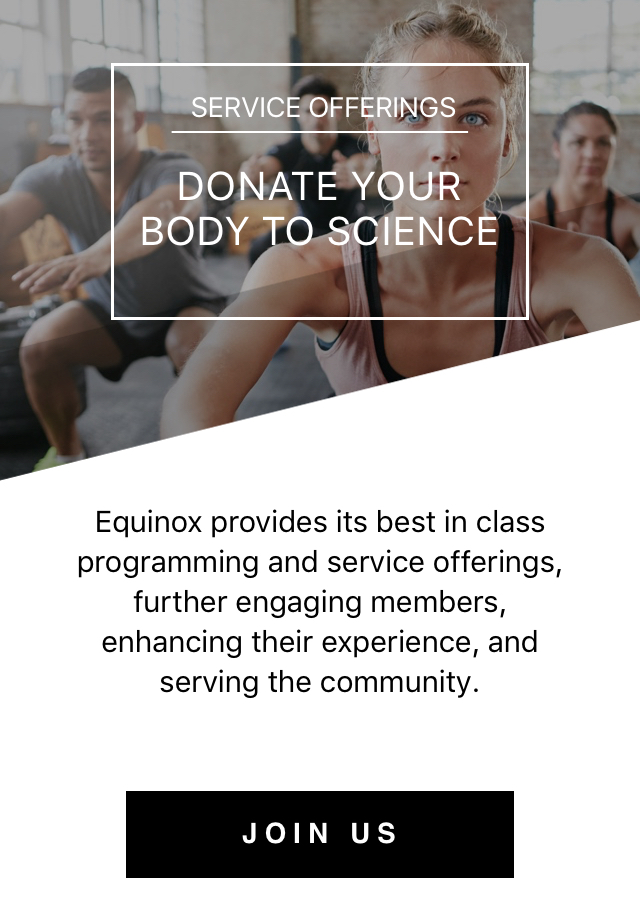 SERVICE OFFERINGS
DONATE YOUR
BODY TO SCIENCE
Equinox provides its best in class
programming and service offerings,
further engaging members,
enhancing their experience, and
serving the community.
JOIN US